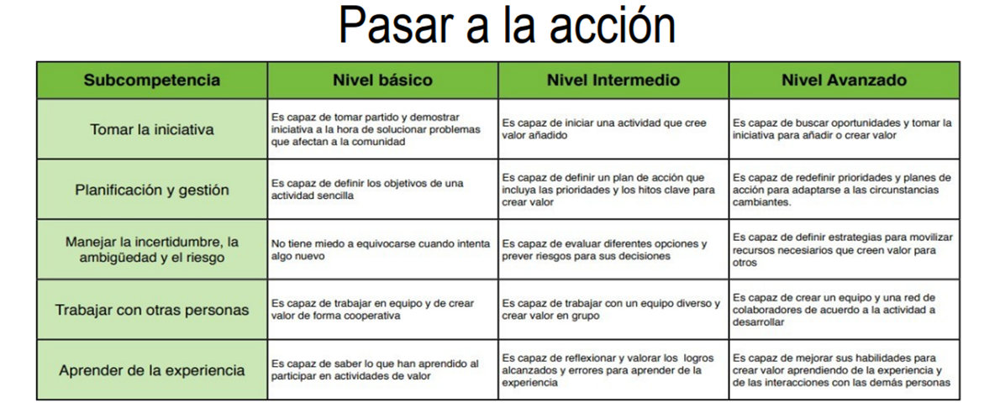 Pasar a la acción
Subcompetencia
Nivel básico
Nivel Intermedio
Nivel Avanzado
Tomar la iniciativa
Es capaz de tomar partido y demostrar
iniciativa a la hora de solucionar problemas
que afectan a la comunidad
Es capaz de iniciar una actividad que cree
valor añadido
Es capaz de buscar oportunidades y tomar la
iniciativa para añadir o crear valor
Planificación y gestión
Es capaz de definir los objetivos de una
actividad sencilla
Es capaz de definir un plan de acción que
incluya las prioridades y los hitos clave para
crear valor
Es capaz de redefinir prioridades y planes de
acción para adaptarse a las circunstancias
cambiantes.
Manejar la incertidumbre, la
ambigüedad y el riesgo
No tiene miedo a equivocarse cuando intenta
algo nuevo
Es capaz de evaluar diferentes opciones y
prever riesgos para sus decisiones
Es capaz de definir estrategias para movilizar
recursos necesarios que creen valor para
otros
Trabajar con otras personas
Es capaz de trabajar en equipo y de crear
valor de forma cooperativa
Es capaz de trabajar con un equipo diverso y
crear valor en grupo
Es capaz de crear un equipo y una red de
colaboradores de acuerdo a la actividad a
desarrollar
Aprender de la experiencia
Es capaz de saber lo que han aprendido al
participar en actividades de valor
Es capaz de reflexionar y valorar los logros
alcanzados y errores para aprender de la
experiencia
Es capaz de mejorar sus habilidades para
crear valor aprendiendo de la experiencia y
de las interacciones con las demás personas